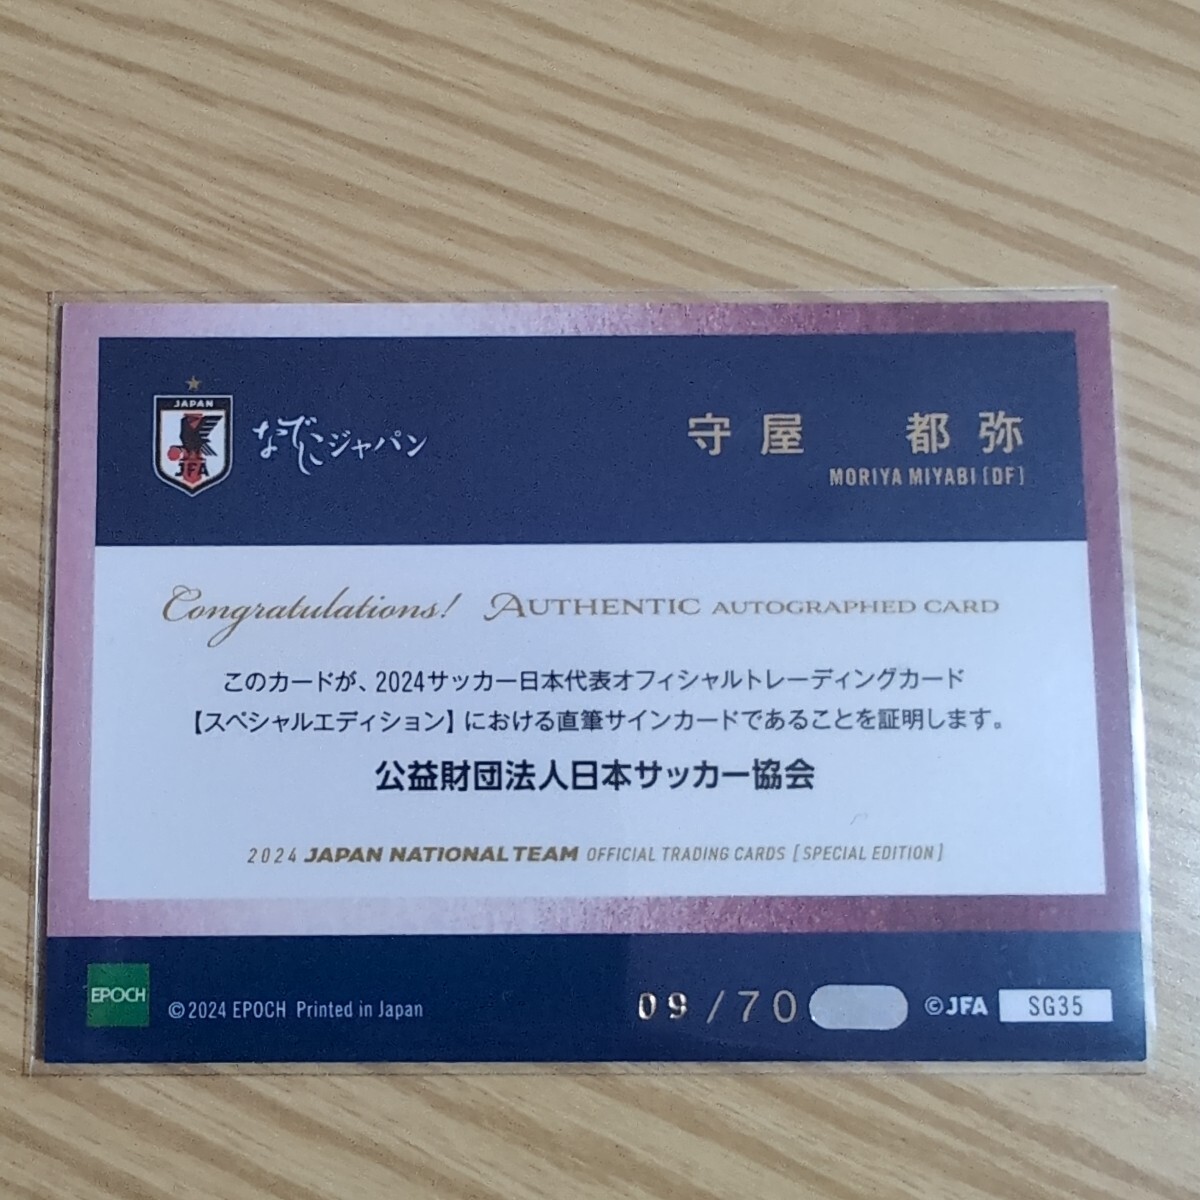 JAPAN
JFA
なでしこジャパン
守屋 都弥
MORIYA MIYABI [DF]
Congratulations! AUTHENTIC AUTOGRAPHED CARD
このカードが、2024サッカー日本代表オフィシャルトレーディングカード
【スペシャルエディション】における直筆サインカードであることを証明します。
公益財団法人日本サッカー協会
2024 JAPAN NATIONAL TEAM OFFICIAL TRADING CARDS [SPECIAL EDITION]
EPOCH
©2024 EPOCH Printed in Japan
09/70
©JFA
SG35